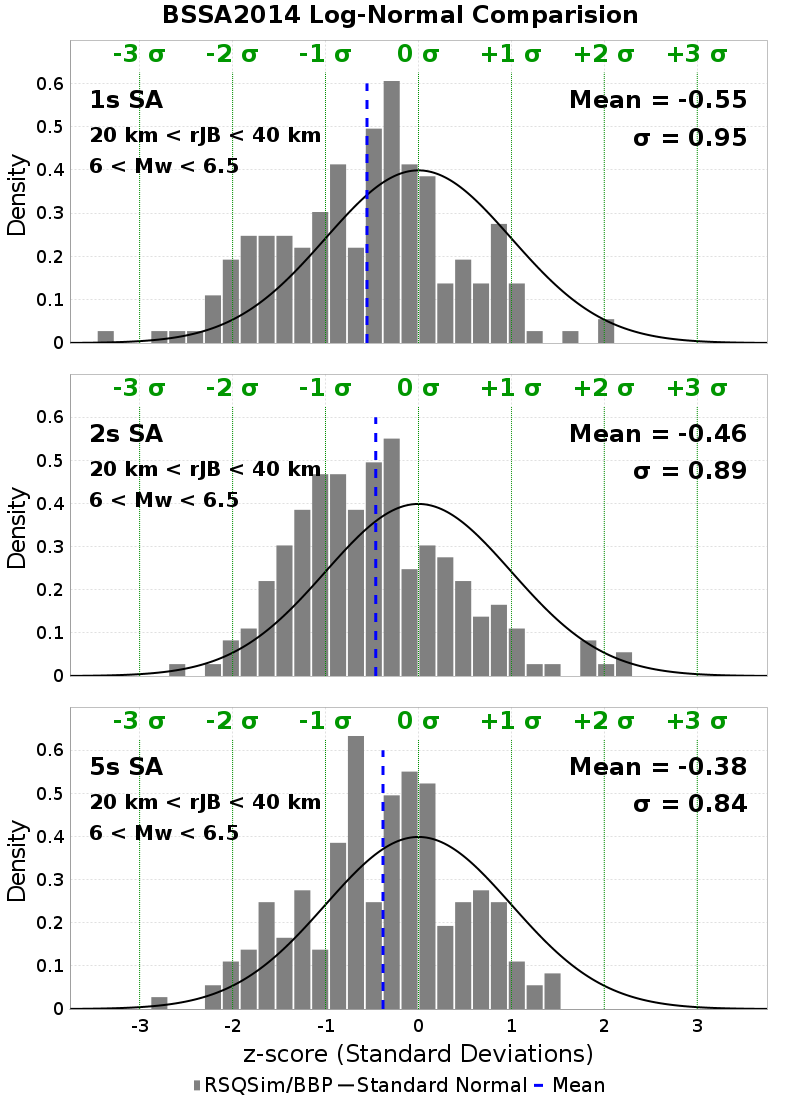 BSSA2014 Log-Normal Comparision
-3 σ -2 σ -1 σ 0 σ +1 σ +2 σ +3 σ
1s SA Mean = -0.55
20 km < rJB < 40 km σ = 0.95
6 < Mw < 6.5
Density
0.6
0.5
0.4
0.3
0.2
0.1
0
-3 σ -2 σ -1 σ 0 σ +1 σ +2 σ +3 σ
2s SA Mean = -0.46
20 km < rJB < 40 km σ = 0.89
6 < Mw < 6.5
Density
0.6
0.5
0.4
0.3
0.2
0.1
0
-3 σ -2 σ -1 σ 0 σ +1 σ +2 σ +3 σ
5s SA Mean = -0.38
20 km < rJB < 40 km σ = 0.84
6 < Mw < 6.5
Density
0.6
0.5
0.4
0.3
0.2
0.1
0
-3 -2 -1 0 1 2 3
z-score (Standard Deviations)
RSQSim/BBP Standard Normal Mean